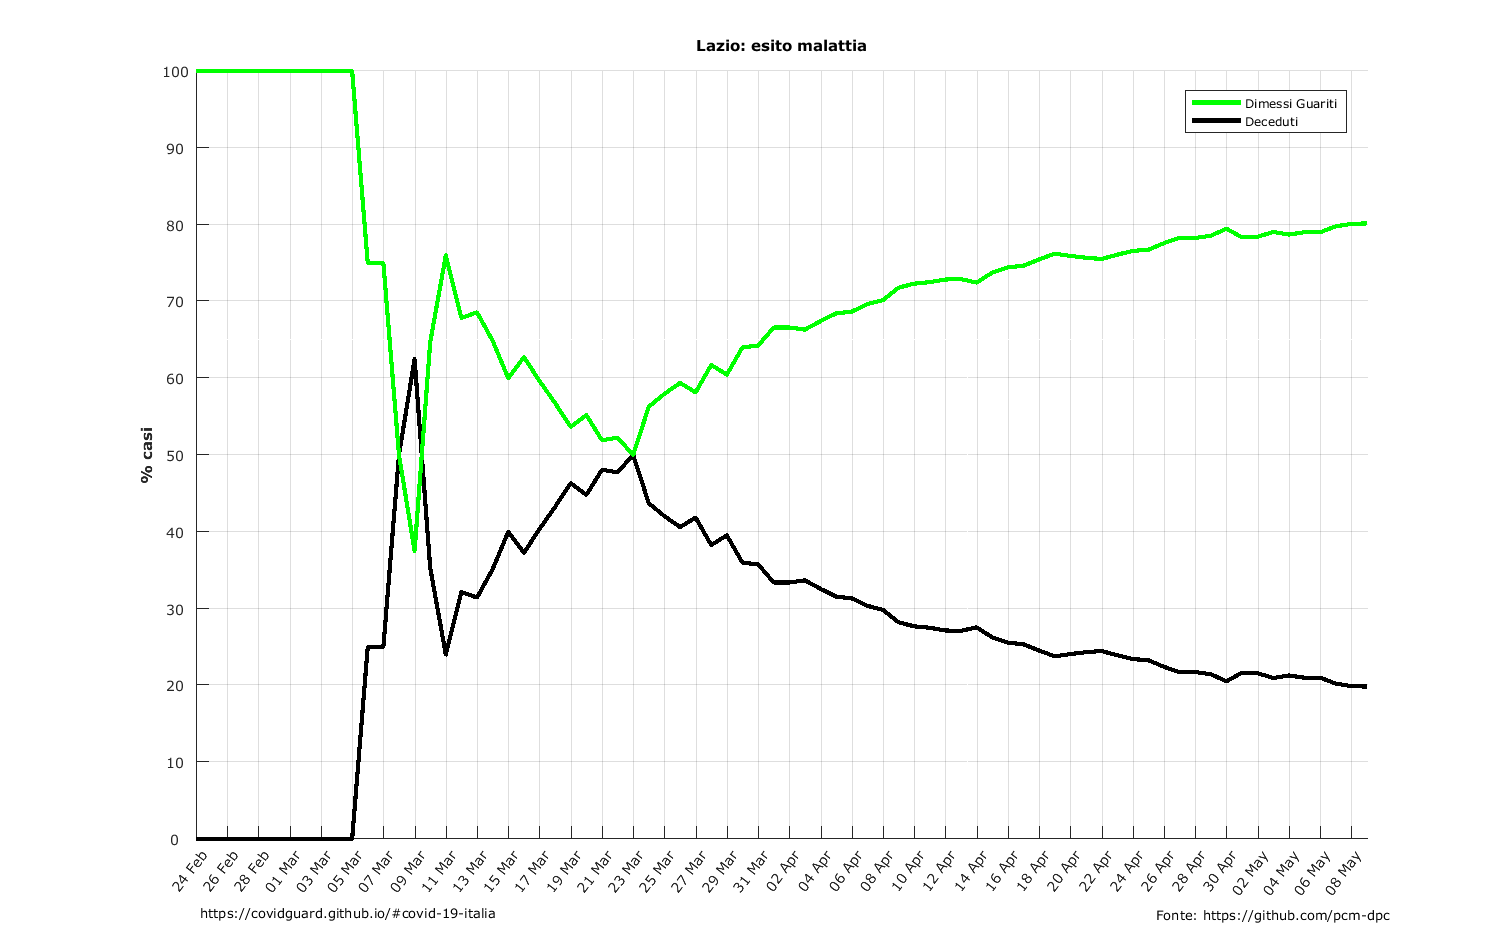 Lazio: esito malattia
100
90
80
70
60
50
40
30
20
10
0
% casi
Dimessi Guariti
Deceduti
24 Feb
26 Feb
28 Feb
01 Mar
03 Mar
05 Mar
07 Mar
09 Mar
11 Mar
13 Mar
15 Mar
17 Mar
19 Mar
21 Mar
23 Mar
25 Mar
27 Mar
29 Mar
31 Mar
02 Apr
04 Apr
06 Apr
08 Apr
10 Apr
12 Apr
14 Apr
16 Apr
18 Apr
20 Apr
22 Apr
24 Apr
26 Apr
28 Apr
30 Apr
02 May
04 May
06 May
08 May
https://covidguard.github.io/#covid-19-italia
Fonte: https://github.com/pcm-dpc